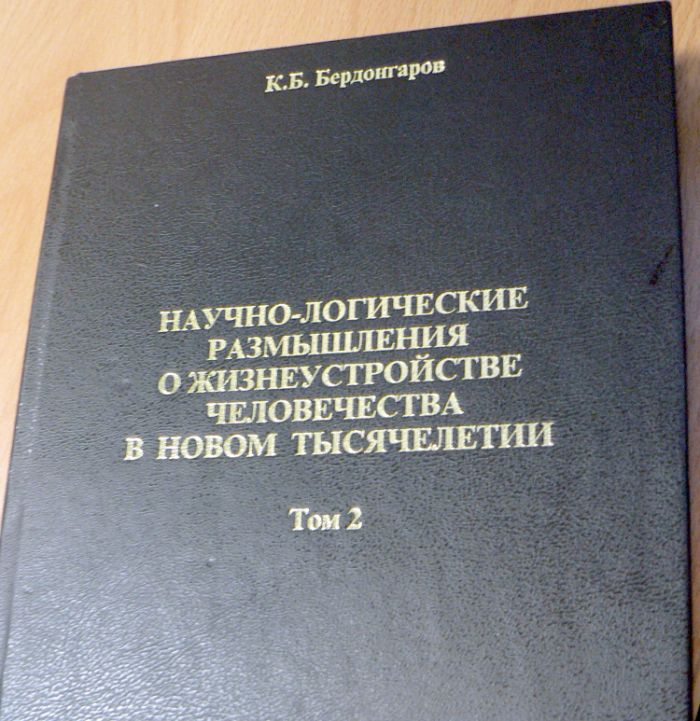 К.Б. Бердонгаров
НАУЧНО-ЛОГИЧЕСКИЕ
РАЗМЫШЛЕНИЯ
О ЖИЗНЕУСТРОЙСТВЕ
ЧЕЛОВЕЧЕСТВА
В НОВОМ ТЫСЯЧЕЛЕТИИ
Том 2